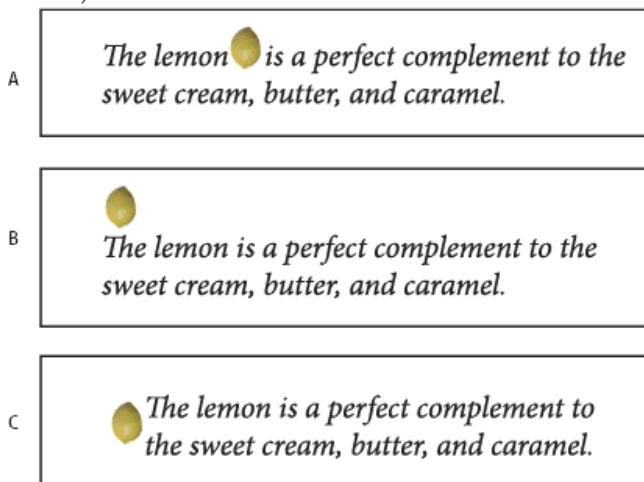 A
The lemon is a perfect complement to the
sweet cream, butter, and caramel.
B
The lemon is a perfect complement to the
sweet cream, butter, and caramel.
C
The lemon is a perfect complement to
the sweet cream, butter, and caramel.